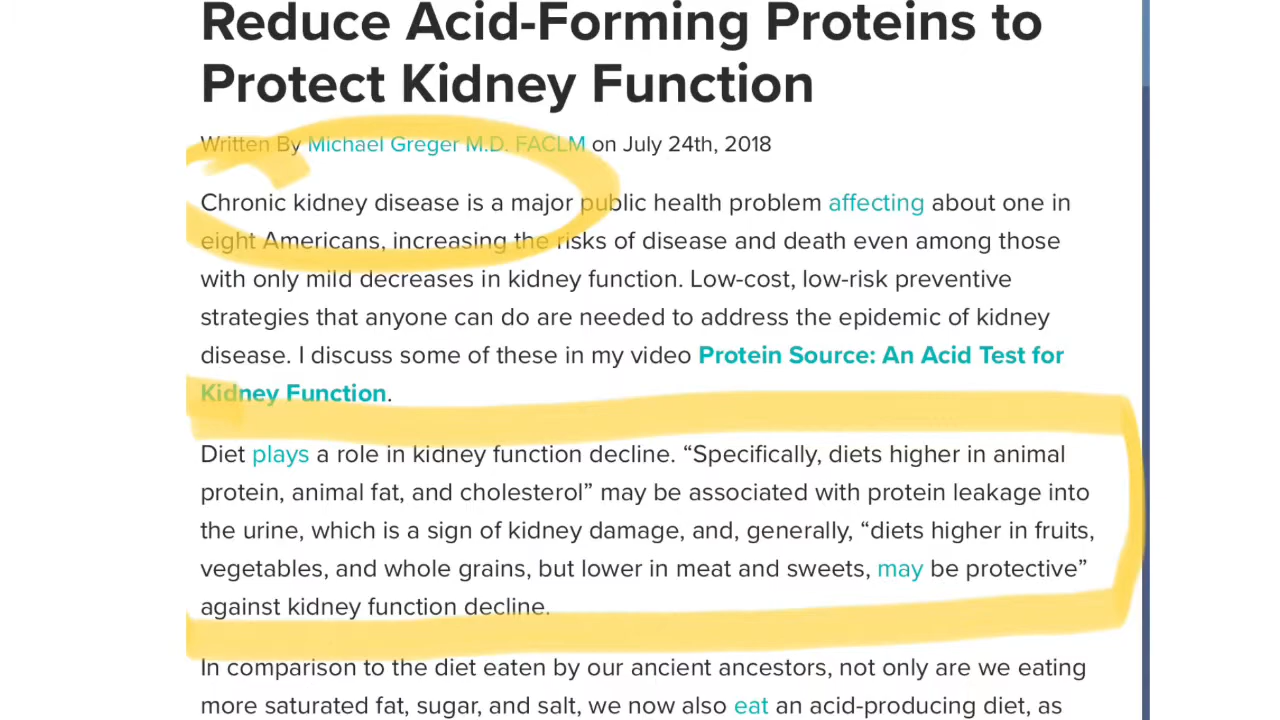 Reduce Acid-Forming Proteins to
Protect Kidney Function
Written By Michael Greger M.D. FACLM on July 24th, 2018
Chronic kidney disease is a major public health problem affecting about one in
eight Americans, increasing the risks of disease and death even among those
with only mild decreases in kidney function. Low-cost, low-risk preventive
strategies that anyone can do are needed to address the epidemic of kidney
disease. I discuss some of these in my video Protein Source: An Acid Test for
Kidney Function.
Diet plays a role in kidney function decline. “Specifically, diets higher in animal
protein, animal fat, and cholesterol” may be associated with protein leakage into
the urine, which is a sign of kidney damage, and, generally, “diets higher in fruits,
vegetables, and whole grains, but lower in meat and sweets, may be protective”
against kidney function decline.
In comparison to the diet eaten by our ancient ancestors, not only are we eating
more saturated fat, sugar, and salt, we now also eat an acid-producing diet, as